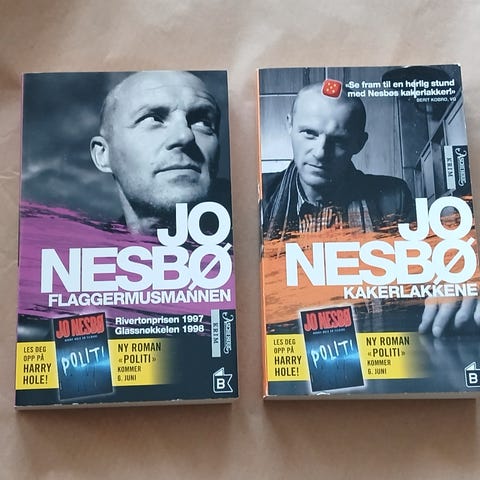 JO
NESBØ
FLAGGERMUSMANNEN
Rivertonprisen 1997
Glassnøkkelen 1998
KRIM
LES DEG
OPP PÅ
HARRY
HOLE!
JO NESBØ
POLITI
NY ROMAN
«POLITI»
KOMMER
6. JUNI
B
«Se fram til en herlig stund
med Nesbøs kakerlakker!»
BERIT KOBRO, VG
KRIM
JO
NESBØ
KAKERLAKKENE
LES DEG
OPP PÅ
HARRY
HOLE!
JO NESBØ
POLITI
NY ROMAN
«POLITI»
KOMMER
6. JUNI
B